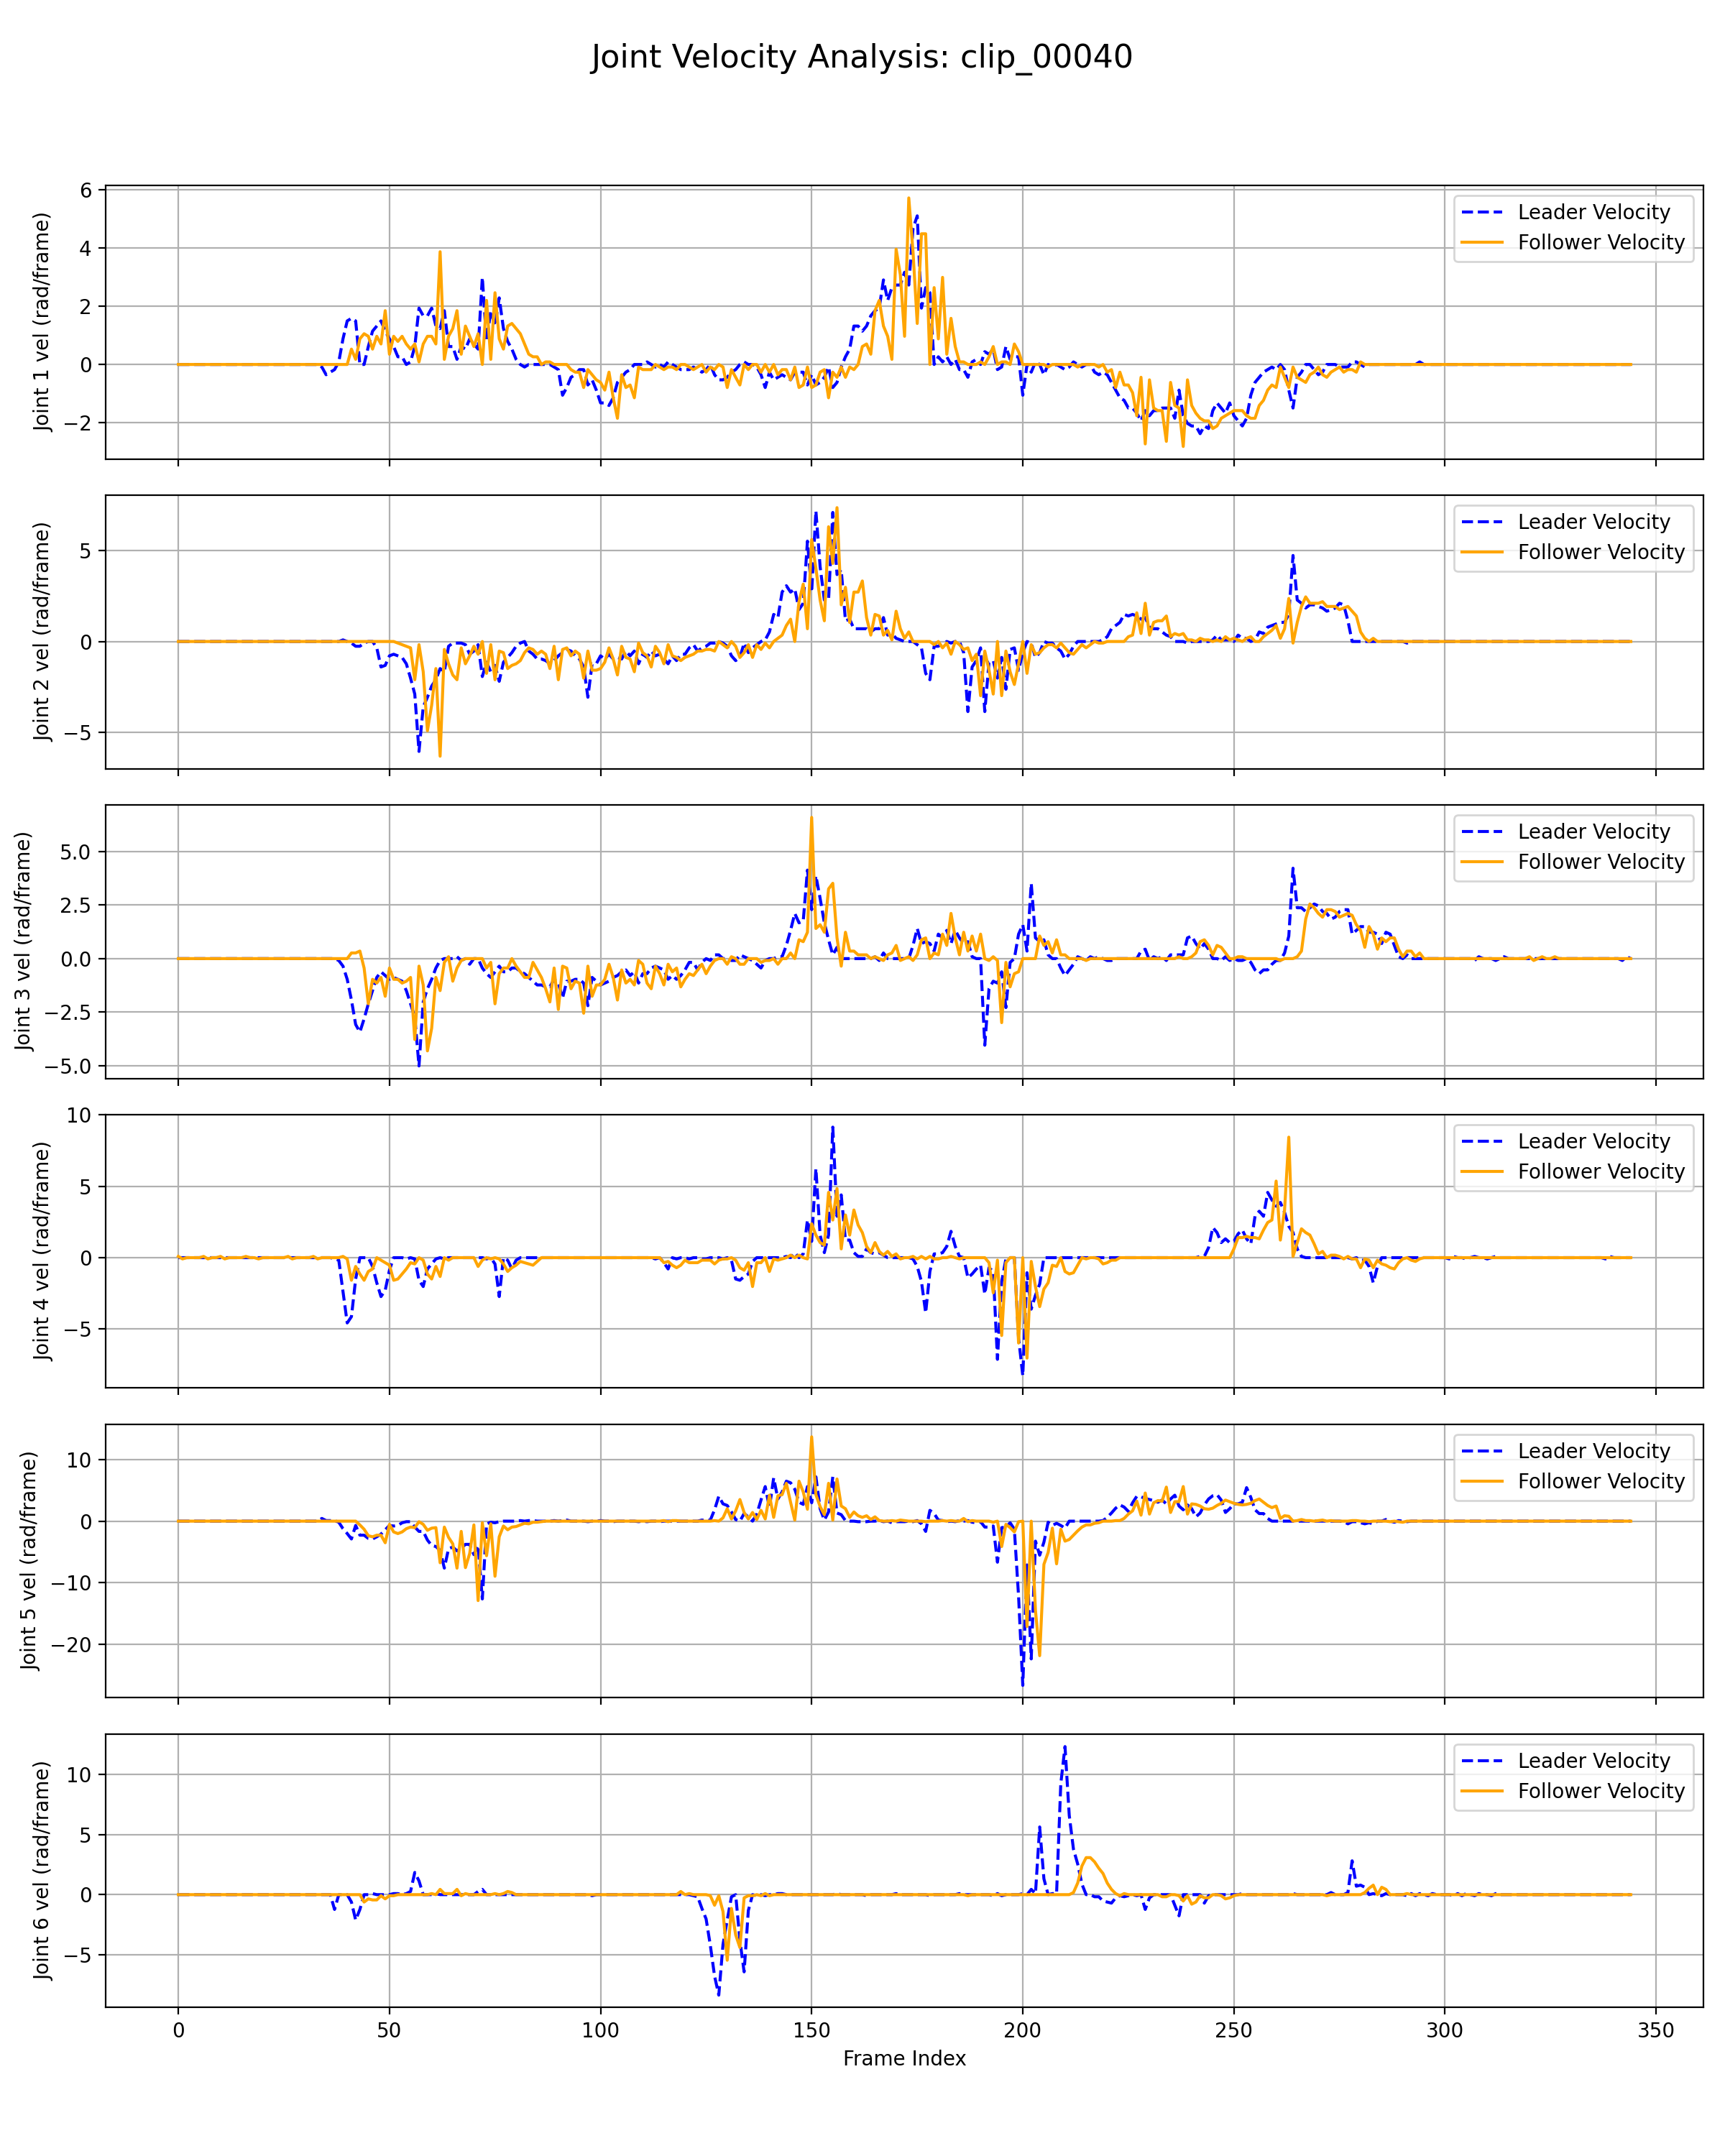 Joint Velocity Analysis: clip_00040
Joint 1 vel (rad/frame)
6
4
2
0
−2
Leader Velocity
Follower Velocity
Joint 2 vel (rad/frame)
5
0
−5
Leader Velocity
Follower Velocity
Joint 3 vel (rad/frame)
5.0
2.5
0.0
−2.5
−5.0
Leader Velocity
Follower Velocity
Joint 4 vel (rad/frame)
10
5
0
−5
Leader Velocity
Follower Velocity
Joint 5 vel (rad/frame)
10
0
−10
−20
Leader Velocity
Follower Velocity
Joint 6 vel (rad/frame)
10
5
0
−5
Leader Velocity
Follower Velocity
0 50 100 150 200 250 300 350
Frame Index